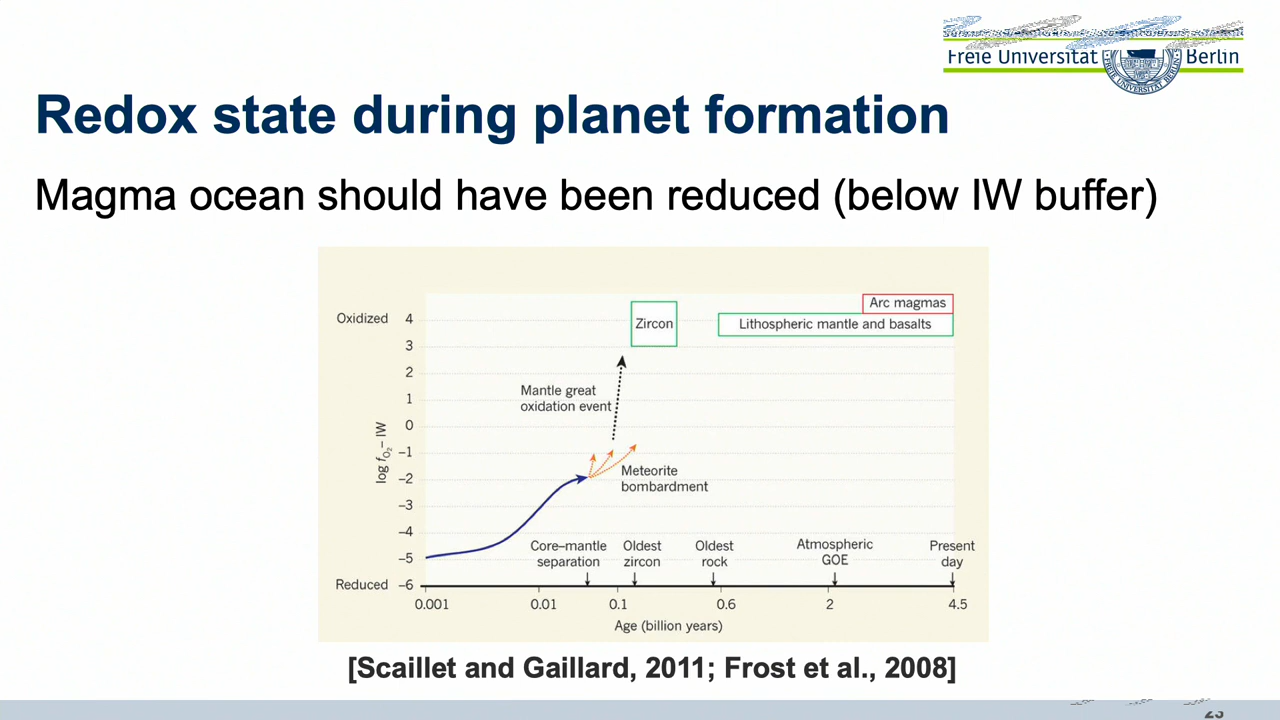 Freie Universität Berlin
Redox state during planet formation
Magma ocean should have been reduced (below IW buffer)
Arc magmas
Oxidized 4
Zircon
Lithospheric mantle and basalts
3
2
Mantle great
oxidation event
1
0
log fO₂– IW
–1
–2
Meteorite
bombardment
–3
–4
Core–mantle
separation
Oldest
zircon
Oldest
rock
Atmospheric
GOE
Present
day
–5
Reduced –6
0.001 0.01 0.1 0.6 2 4.5
Age (billion years)
[Scaillet and Gaillard, 2011; Frost et al., 2008]